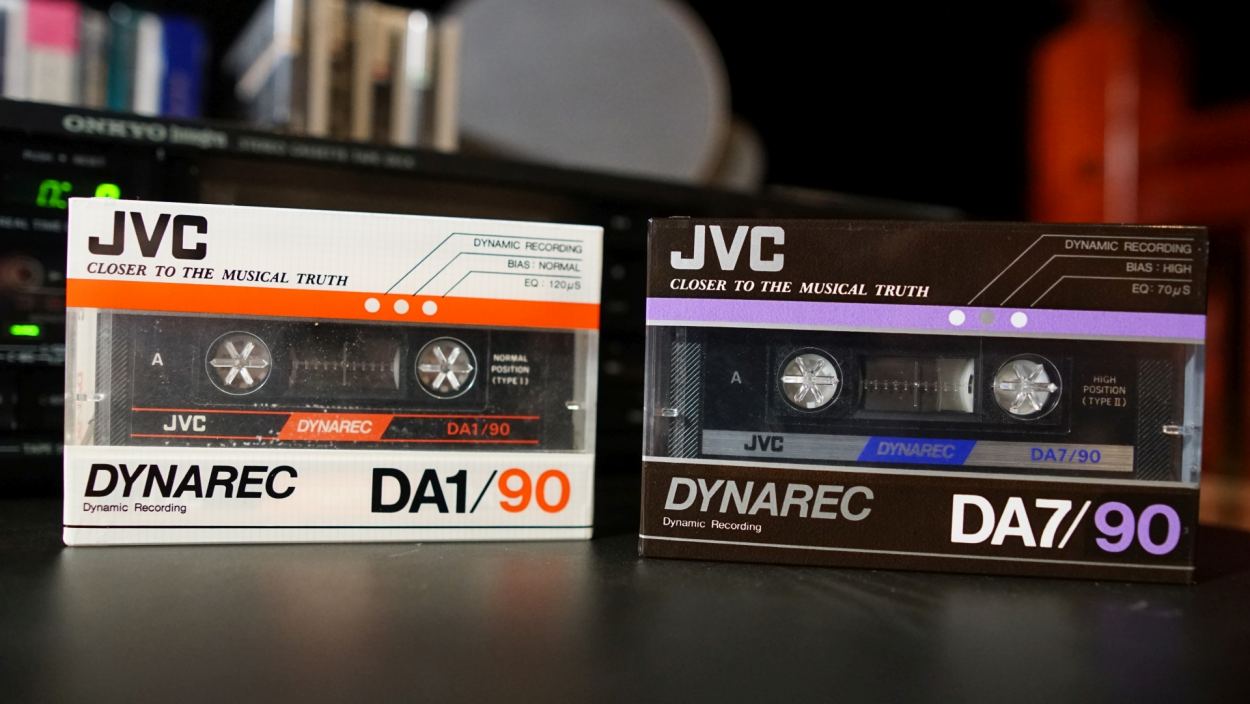 ONKYO Integra
JVC
CLOSER TO THE MUSICAL TRUTH
DYNAMIC RECORDING
BIAS : NORMAL
EQ : 120µS
A
NORMAL
POSITION
(TYPE I)
JVC DYNAREC DA1/90
DYNAREC
Dynamic Recording
DA1/90
JVC
CLOSER TO THE MUSICAL TRUTH
DYNAMIC RECORDING
BIAS : HIGH
EQ : 70µS
A
HIGH
POSITION
(TYPE II)
JVC DYNAREC DA7/90
DYNAREC
Dynamic Recording
DA7/90